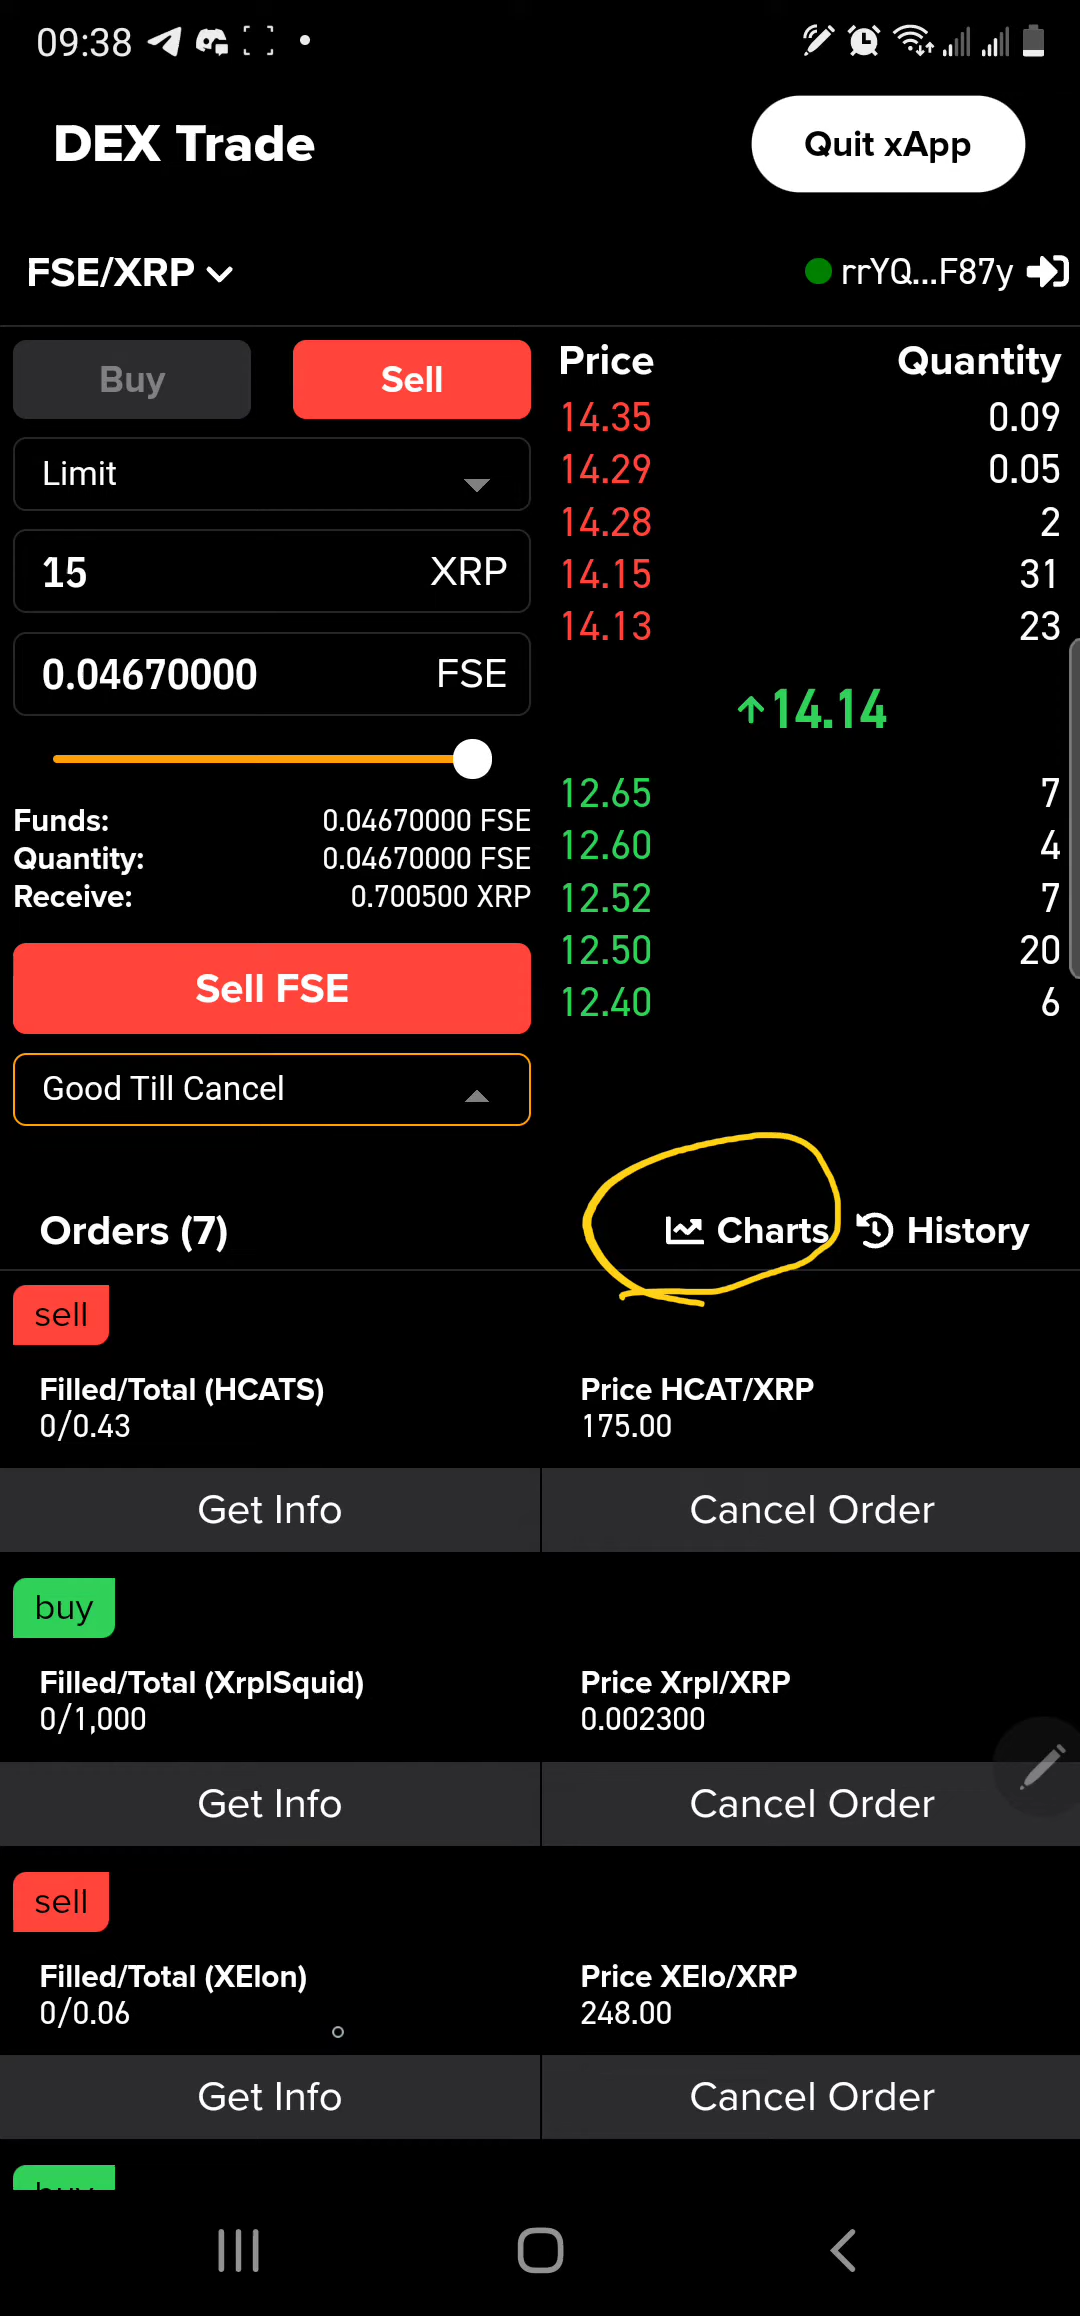 09:38
DEX Trade
Quit xApp
FSE/XRP
rrYQ...F87y
Buy
Sell
Limit
15 XRP
0.04670000 FSE
Funds: 0.04670000 FSE
Quantity: 0.04670000 FSE
Receive: 0.700500 XRP
Sell FSE
Good Till Cancel
Price Quantity
14.35 0.09
14.29 0.05
14.28 2
14.15 31
14.13 23
↑14.14
12.65 7
12.60 4
12.52 7
12.50 20
12.40 6
Orders (7)
Charts
History
sell
Filled/Total (HCATS)
0/0.43
Price HCAT/XRP
175.00
Get Info
Cancel Order
buy
Filled/Total (XrplSquid)
0/1,000
Price Xrpl/XRP
0.002300
Get Info
Cancel Order
sell
Filled/Total (XElon)
0/0.06
Price XElo/XRP
248.00
Get Info
Cancel Order
buy